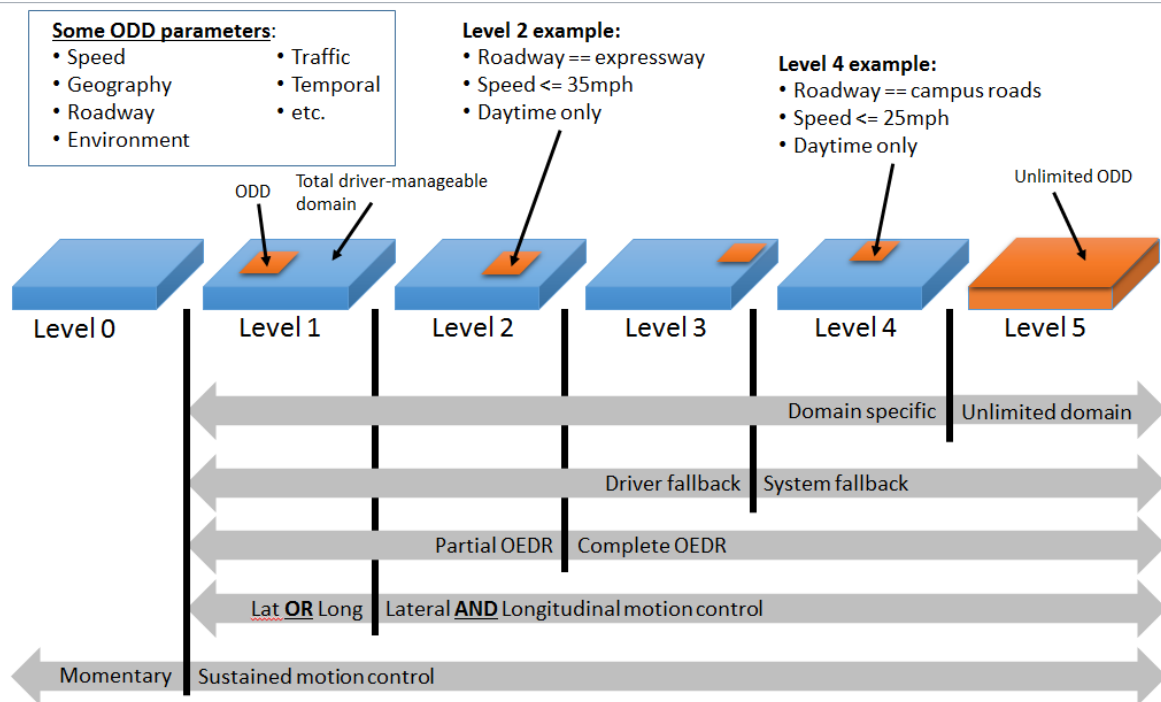 Some ODD parameters:
• Speed
• Geography
• Roadway
• Environment
• Traffic
• Temporal
• etc.
Level 2 example:
• Roadway == expressway
• Speed <= 35mph
• Daytime only
Level 4 example:
• Roadway == campus roads
• Speed <= 25mph
• Daytime only
ODD
Total driver-manageable
domain
Unlimited ODD
Level 0
Level 1
Level 2
Level 3
Level 4
Level 5
Domain specific
Unlimited domain
Driver fallback
System fallback
Partial OEDR
Complete OEDR
Lat OR Long
Lateral AND Longitudinal motion control
Momentary
Sustained motion control